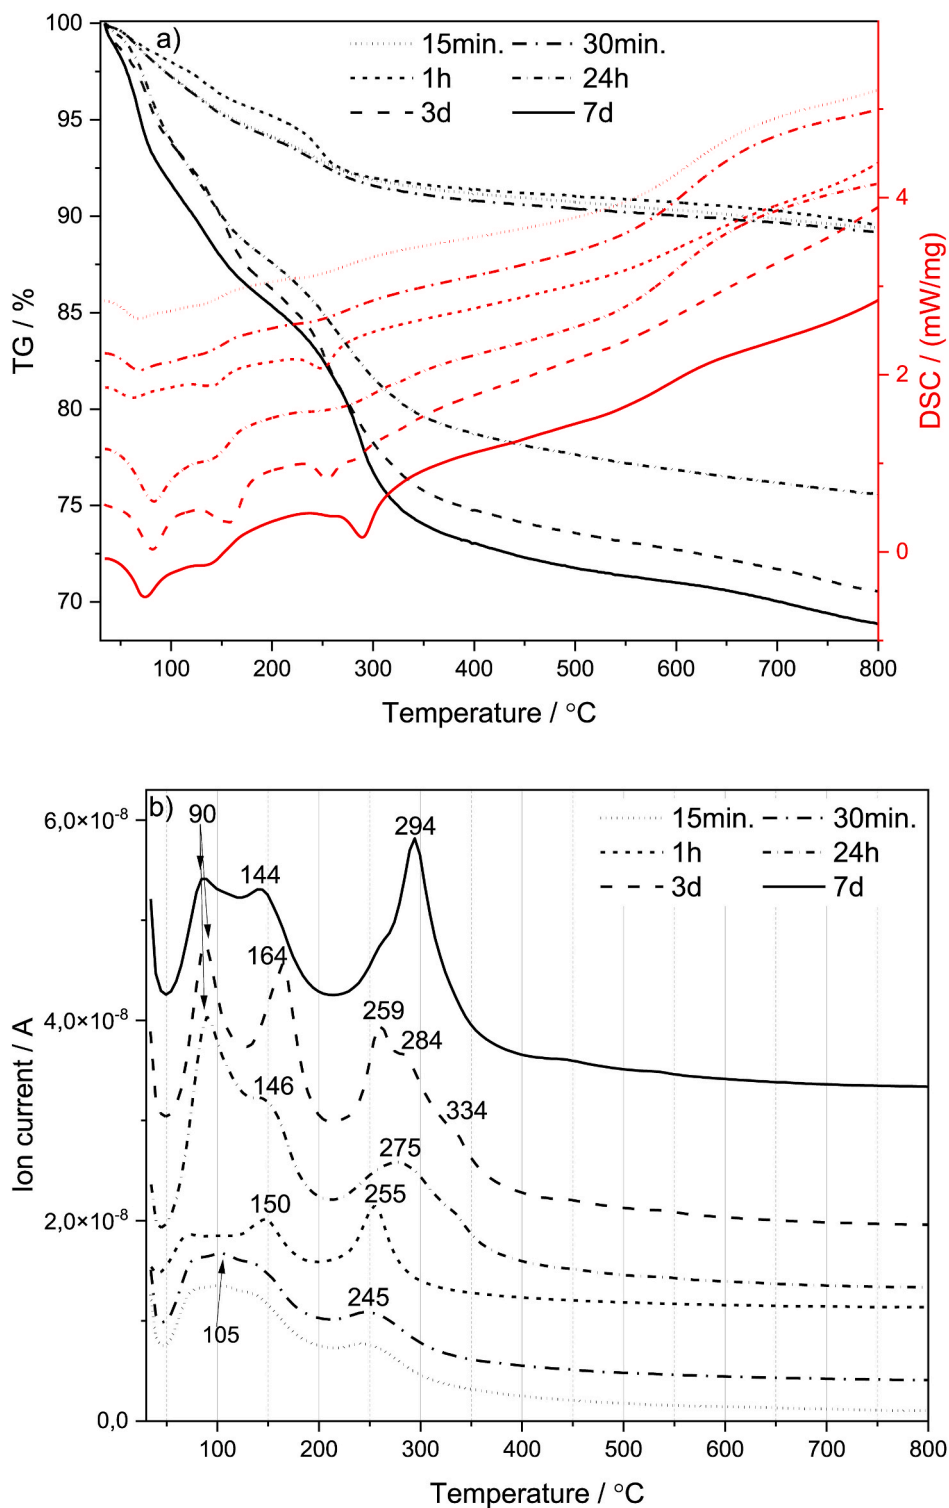 a)
15min. 30min.
1h 24h
3d 7d
100
95
90
85
80
75
70
TG / %
4
2
0
DSC / (mW/mg)
100 200 300 400 500 600 700 800
Temperature / °C
b)
15min. 30min.
1h 24h
3d 7d
90
294
144
164
259
284
146
334
275
150
255
245
105
6,0×10⁻⁸
4,0×10⁻⁸
2,0×10⁻⁸
0,0
Ion current / A
100 200 300 400 500 600 700 800
Temperature / °C